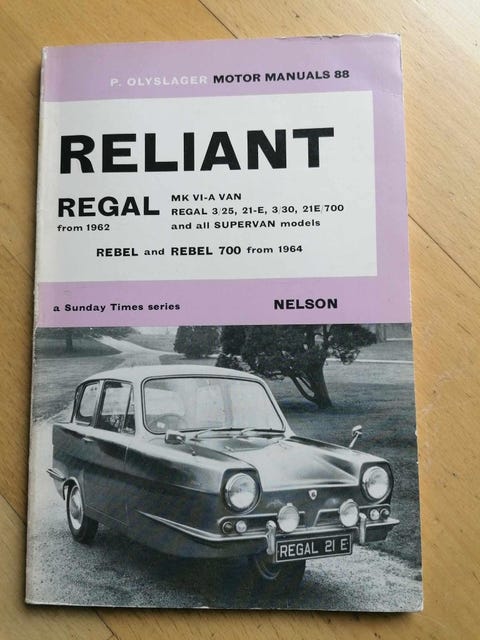 P. OLYSLAGER MOTOR MANUALS 88
RELIANT
REGAL
from 1962
MK VI-A VAN
REGAL 3/25, 21-E, 3/30, 21E/700
and all SUPERVAN models
REBEL and REBEL 700 from 1964
a Sunday Times series NELSON
REGAL 21 E